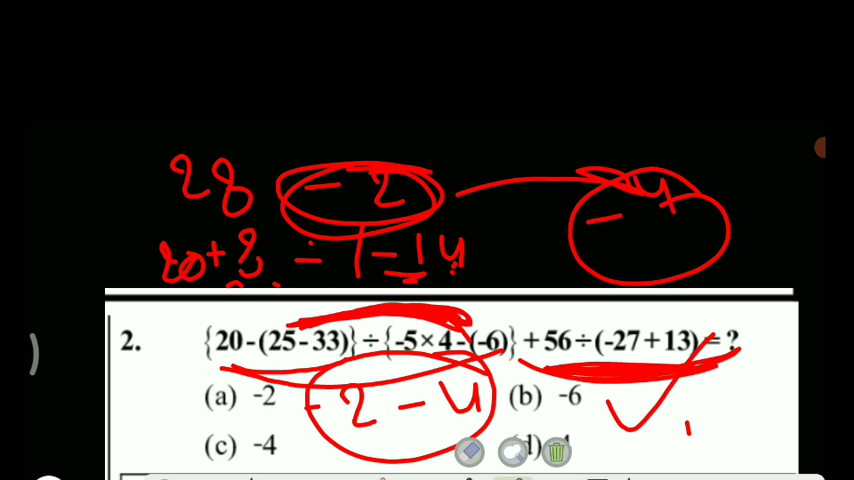 28 - 2 - 4
20+8 ÷ -14
2. {20-(25-33)}÷{-5×4-(-6)}+56÷(-27+13)=?
(a) -2 (b) -6
-2-4
(c) -4